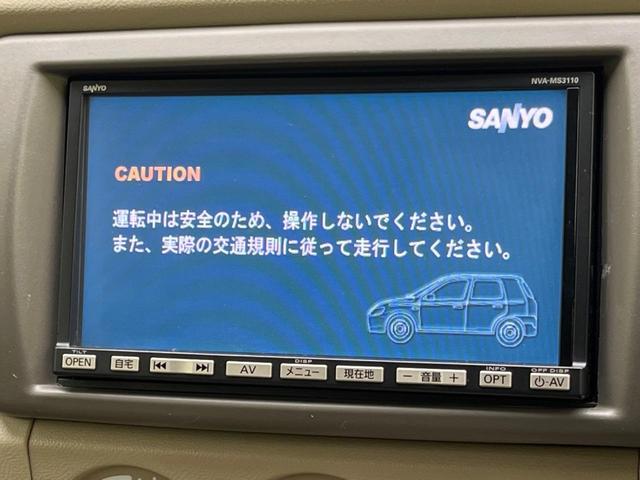 SANYO
NVA-MS3110
SANYO
CAUTION
運転中は安全のため、操作しないでください。
また、実際の交通規則に従って走行してください。
TILT
DISP
INFO
OFF DISP
OPEN
自宅
AV
メニュー
現在地
− 音量 +
OPT
⏻-AV